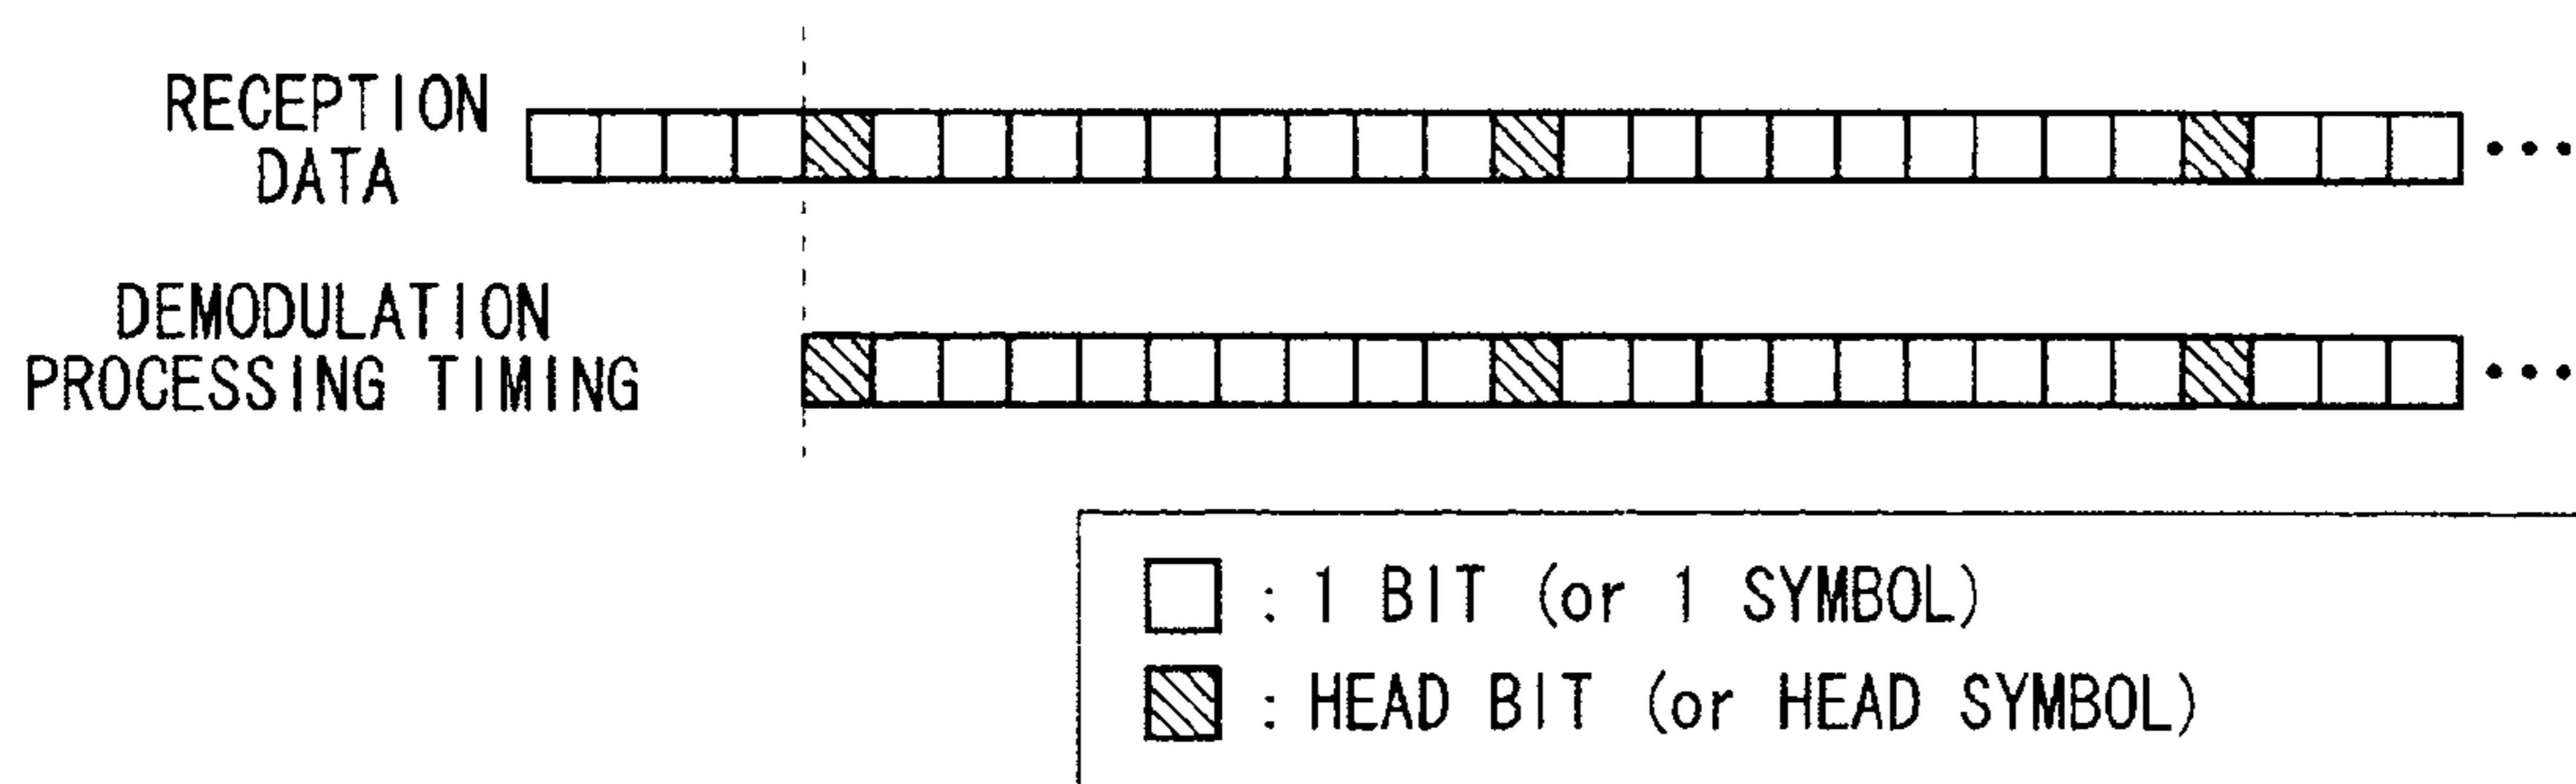 RECEPTION
DATA
•••
DEMODULATION
PROCESSING TIMING
•••
: 1 BIT (or 1 SYMBOL)
: HEAD BIT (or HEAD SYMBOL)